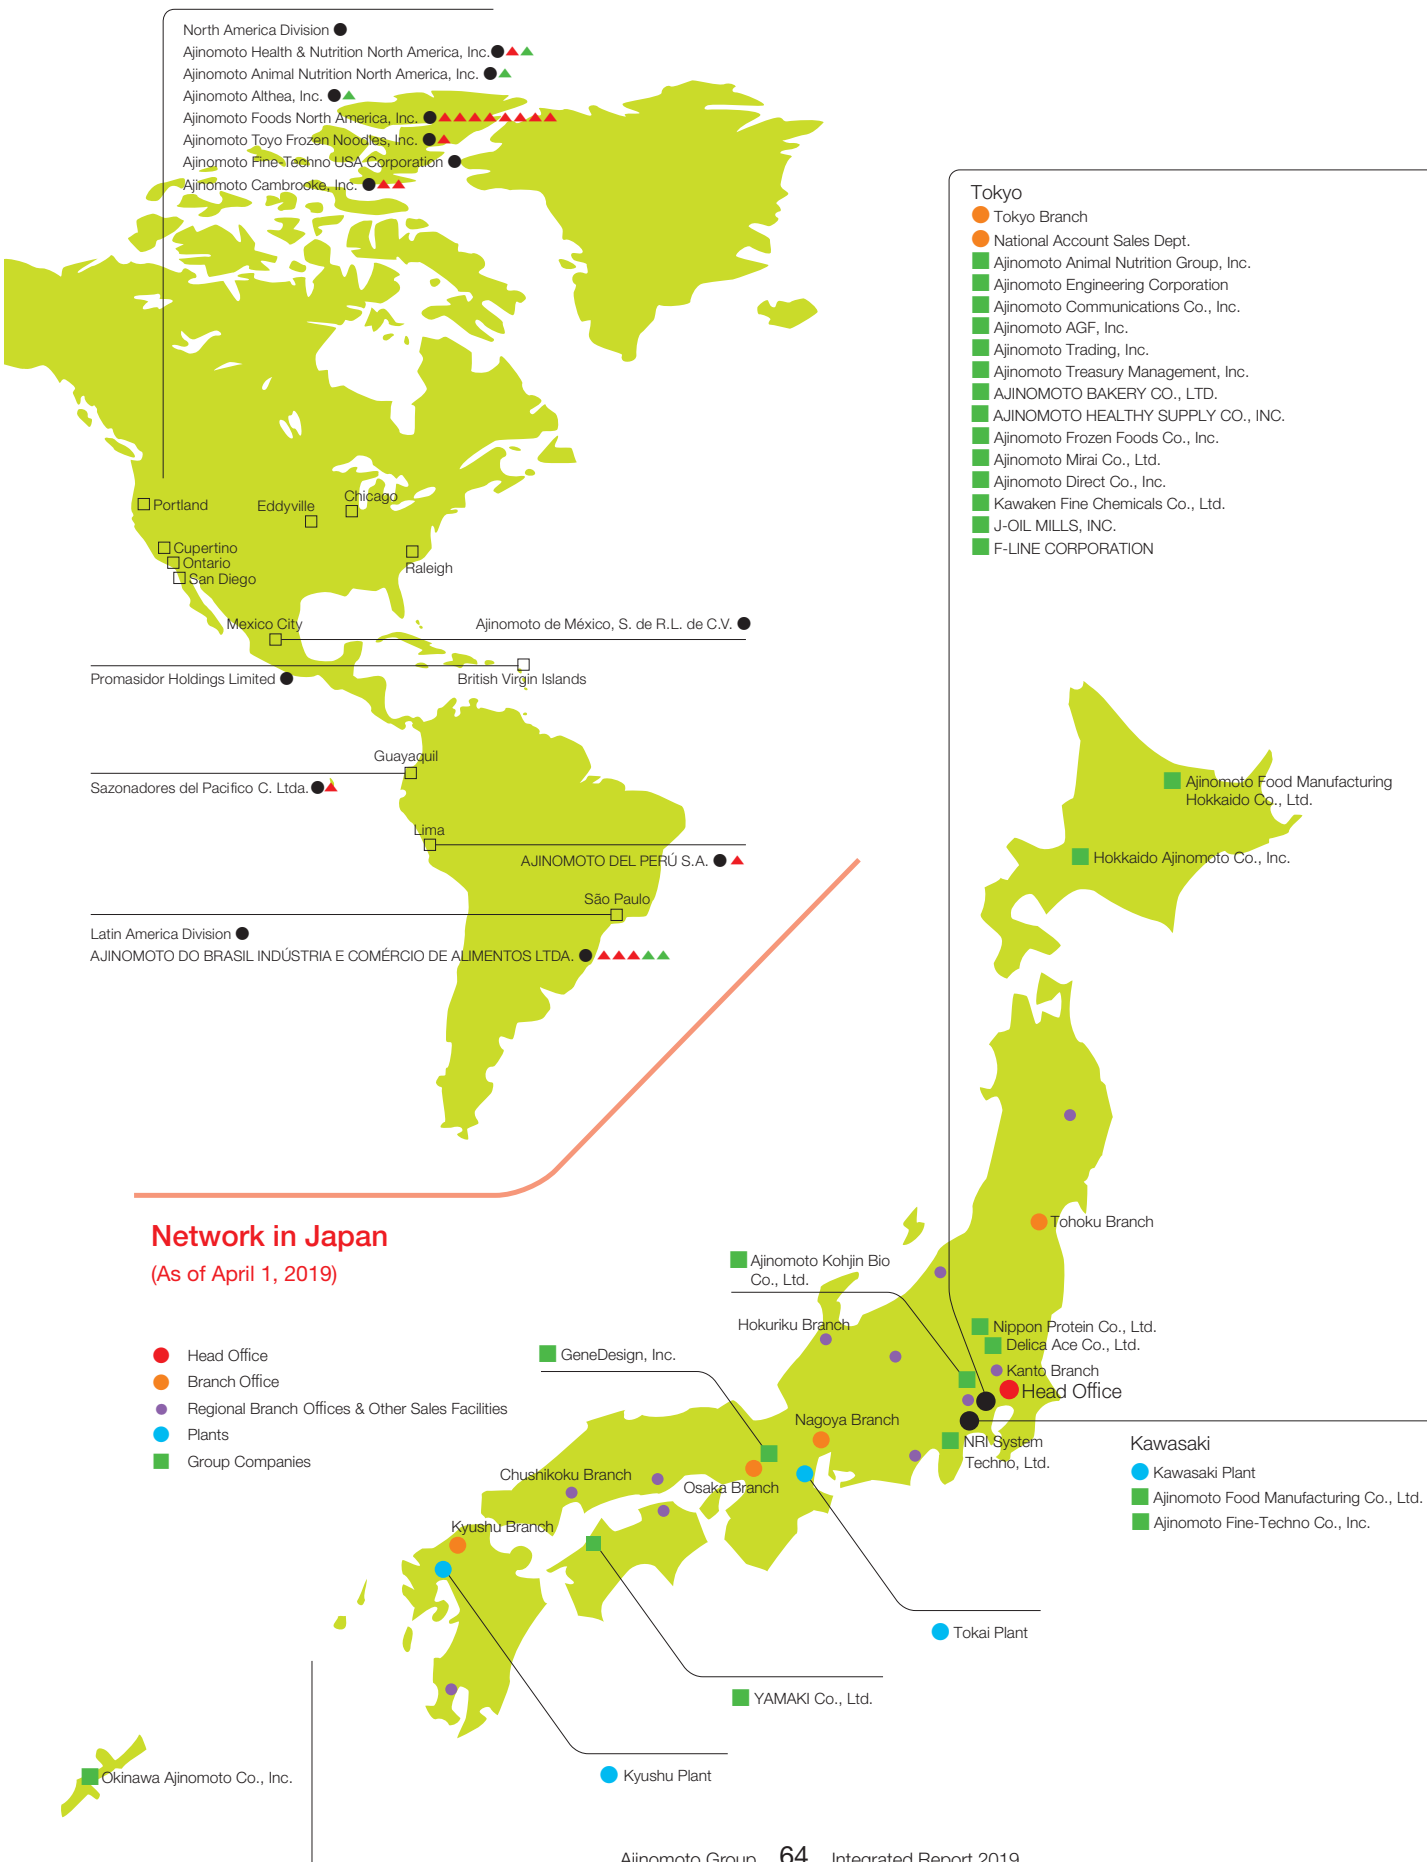 North America Division
Ajinomoto Health & Nutrition North America, Inc.
Ajinomoto Animal Nutrition North America, Inc.
Ajinomoto Althea, Inc.
Ajinomoto Foods North America, Inc.
Ajinomoto Toyo Frozen Noodles, Inc.
Ajinomoto Fine-Techno USA Corporation
Ajinomoto Cambrooke, Inc.
Portland
Eddyville
Chicago
Cupertino
Ontario
San Diego
Raleigh
Mexico City
Ajinomoto de México, S. de R.L. de C.V.
Promasidor Holdings Limited
British Virgin Islands
Guayaquil
Sazonadores del Pacifico C. Ltda.
Lima
AJINOMOTO DEL PERÚ S.A.
São Paulo
Latin America Division
AJINOMOTO DO BRASIL INDÚSTRIA E COMÉRCIO DE ALIMENTOS LTDA.
Tokyo
Tokyo Branch
National Account Sales Dept.
Ajinomoto Animal Nutrition Group, Inc.
Ajinomoto Engineering Corporation
Ajinomoto Communications Co., Inc.
Ajinomoto AGF, Inc.
Ajinomoto Trading, Inc.
Ajinomoto Treasury Management, Inc.
AJINOMOTO BAKERY CO., LTD.
AJINOMOTO HEALTHY SUPPLY CO., INC.
Ajinomoto Frozen Foods Co., Inc.
Ajinomoto Mirai Co., Ltd.
Ajinomoto Direct Co., Inc.
Kawaken Fine Chemicals Co., Ltd.
J-OIL MILLS, INC.
F-LINE CORPORATION
Ajinomoto Food Manufacturing
Hokkaido Co., Ltd.
Hokkaido Ajinomoto Co., Inc.
Network in Japan
(As of April 1, 2019)
Head Office
Branch Office
Regional Branch Offices & Other Sales Facilities
Plants
Group Companies
Tohoku Branch
Ajinomoto Kohjin Bio
Co., Ltd.
Hokuriku Branch
Nippon Protein Co., Ltd.
Delica Ace Co., Ltd.
Kanto Branch
Head Office
GeneDesign, Inc.
Nagoya Branch
NRI System
Techno, Ltd.
Kawasaki
Kawasaki Plant
Ajinomoto Food Manufacturing Co., Ltd.
Ajinomoto Fine-Techno Co., Inc.
Chushikoku Branch
Osaka Branch
Kyushu Branch
Tokai Plant
YAMAKI Co., Ltd.
Kyushu Plant
Okinawa Ajinomoto Co., Inc.
Ajinomoto Group 64 Integrated Report 2019